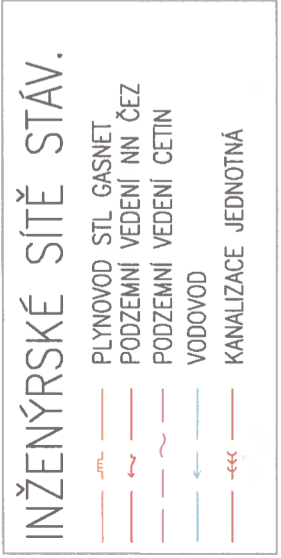 INŽENÝRSKÉ SÍTĚ STÁV.
PLYNOVOD STL GASNET
PODZEMNÍ VEDENÍ NN ČEZ
PODZEMNÍ VEDENÍ CETIN
VODOVOD
KANALIZACE JEDNOTNÁ